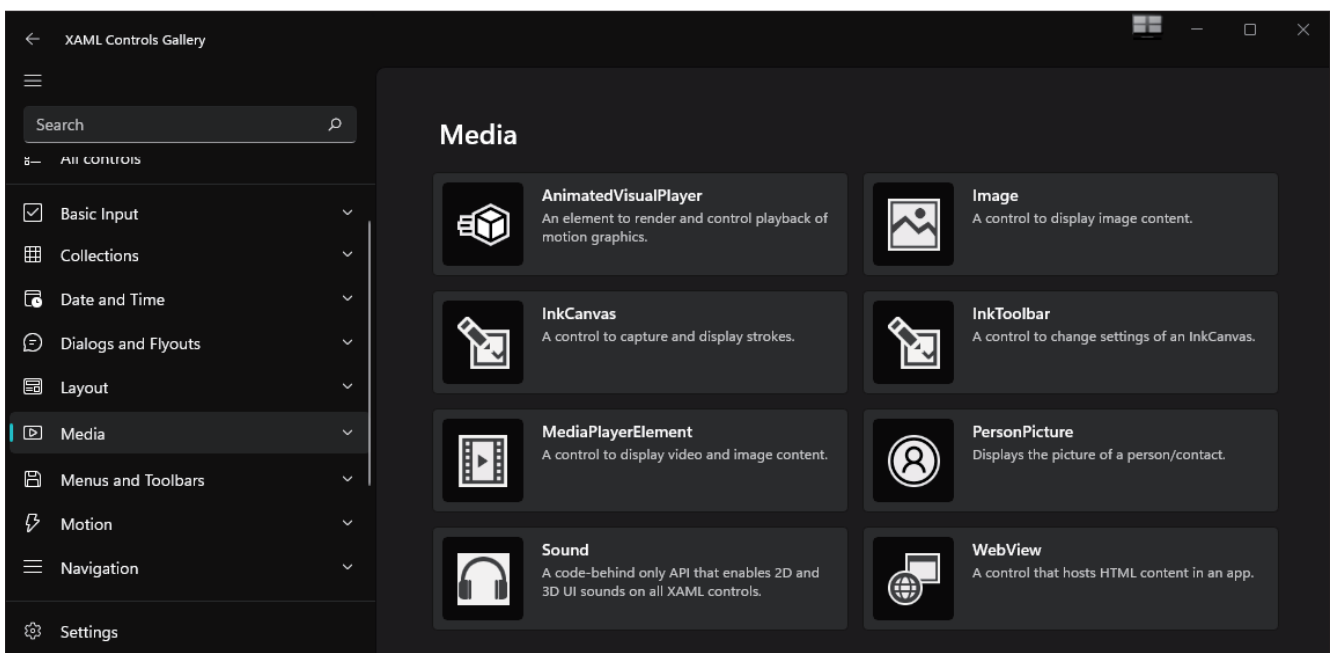 XAML Controls Gallery
Search
All controls
Basic Input
Collections
Date and Time
Dialogs and Flyouts
Layout
Media
Menus and Toolbars
Motion
Navigation
Settings
Media
AnimatedVisualPlayer
An element to render and control playback of
motion graphics.
Image
A control to display image content.
InkCanvas
A control to capture and display strokes.
InkToolbar
A control to change settings of an InkCanvas.
MediaPlayerElement
A control to display video and image content.
PersonPicture
Displays the picture of a person/contact.
Sound
A code-behind only API that enables 2D and
3D UI sounds on all XAML controls.
WebView
A control that hosts HTML content in an app.